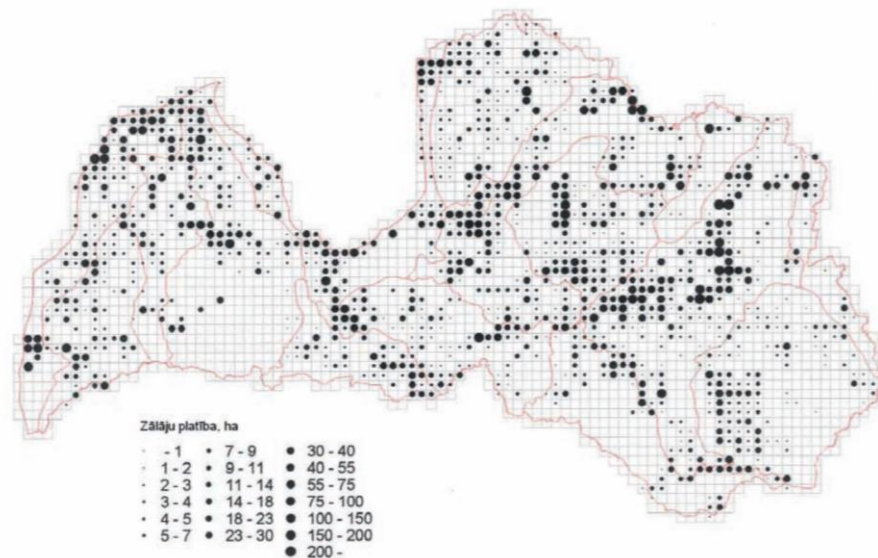 Zālāju platība, ha
- 1 7 - 9 30 - 40
1 - 2 9 - 11 40 - 55
2 - 3 11 - 14 55 - 75
3 - 4 14 - 18 75 - 100
4 - 5 18 - 23 100 - 150
5 - 7 23 - 30 150 - 200
200 -